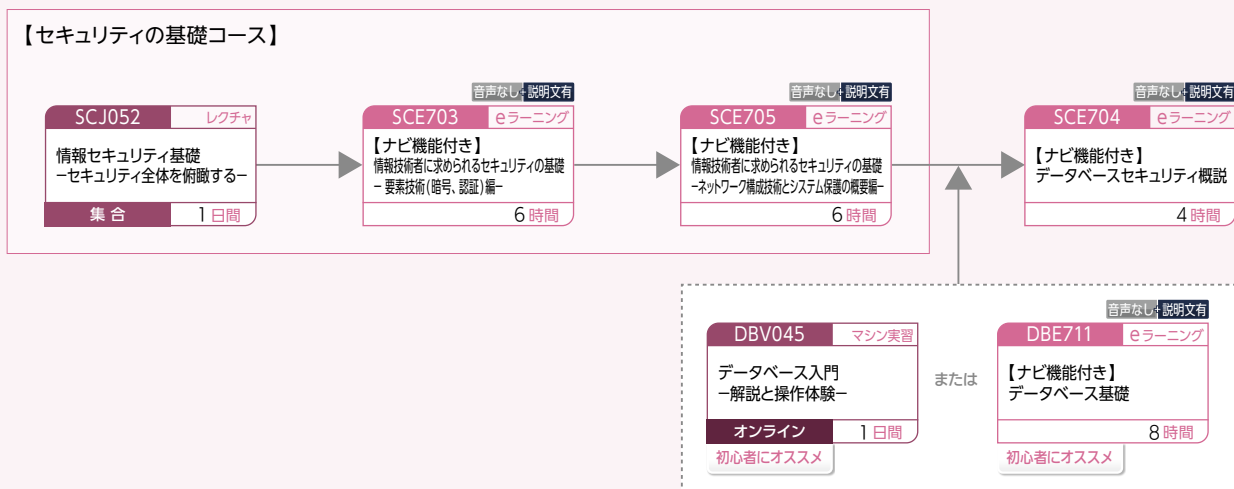 【セキュリティの基礎コース】
SCJ052 レクチャ
情報セキュリティ基礎
−セキュリティ全体を俯瞰する−
集合 1日間
音声なし+説明文有
SCE703 eラーニング
【ナビ機能付き】
情報技術者に求められるセキュリティの基礎
−要素技術(暗号、認証)編−
6時間
音声なし+説明文有
SCE705 eラーニング
【ナビ機能付き】
情報技術者に求められるセキュリティの基礎
−ネットワーク構成技術とシステム保護の概要編−
6時間
音声なし+説明文有
SCE704 eラーニング
【ナビ機能付き】
データベースセキュリティ概説
4時間
DBV045 マシン実習
データベース入門
−解説と操作体験−
オンライン 1日間
初心者にオススメ
または
音声なし+説明文有
DBE711 eラーニング
【ナビ機能付き】
データベース基礎
8時間
初心者にオススメ